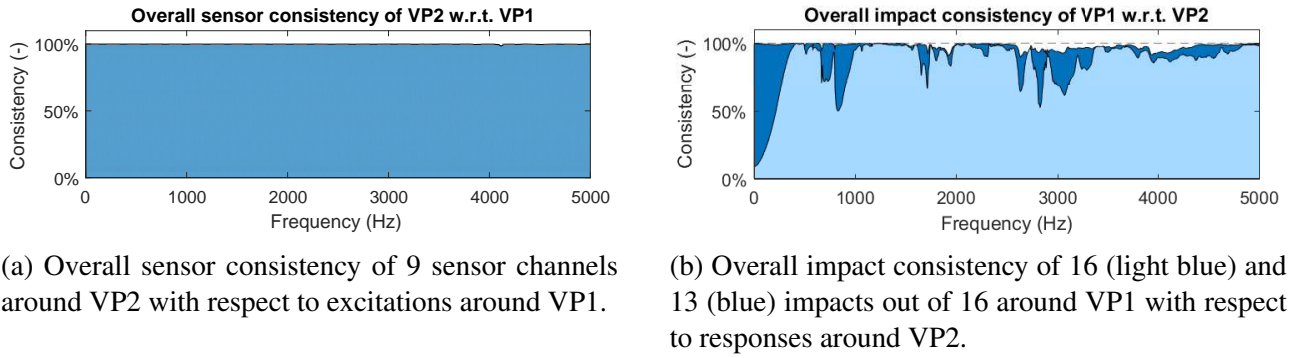 Overall sensor consistency of VP2 w.r.t. VP1
Consistency (-)
100%
50%
0%
0 1000 2000 3000 4000 5000
Frequency (Hz)
(a) Overall sensor consistency of 9 sensor channels
around VP2 with respect to excitations around VP1.
Overall impact consistency of VP1 w.r.t. VP2
Consistency (-)
100%
50%
0%
0 1000 2000 3000 4000 5000
Frequency (Hz)
(b) Overall impact consistency of 16 (light blue) and
13 (blue) impacts out of 16 around VP1 with respect
to responses around VP2.